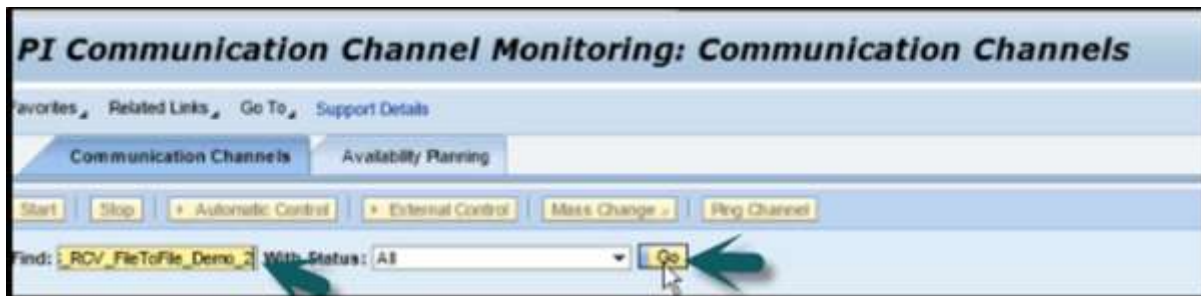 PI Communication Channel Monitoring: Communication Channels
Favorites Related Links Go To Support Details
Communication Channels Availability Planning
Start Stop Automatic Control External Control Mass Change Ping Channel
Find: _RCV_FileToFile_Demo_2 With Status: All Go